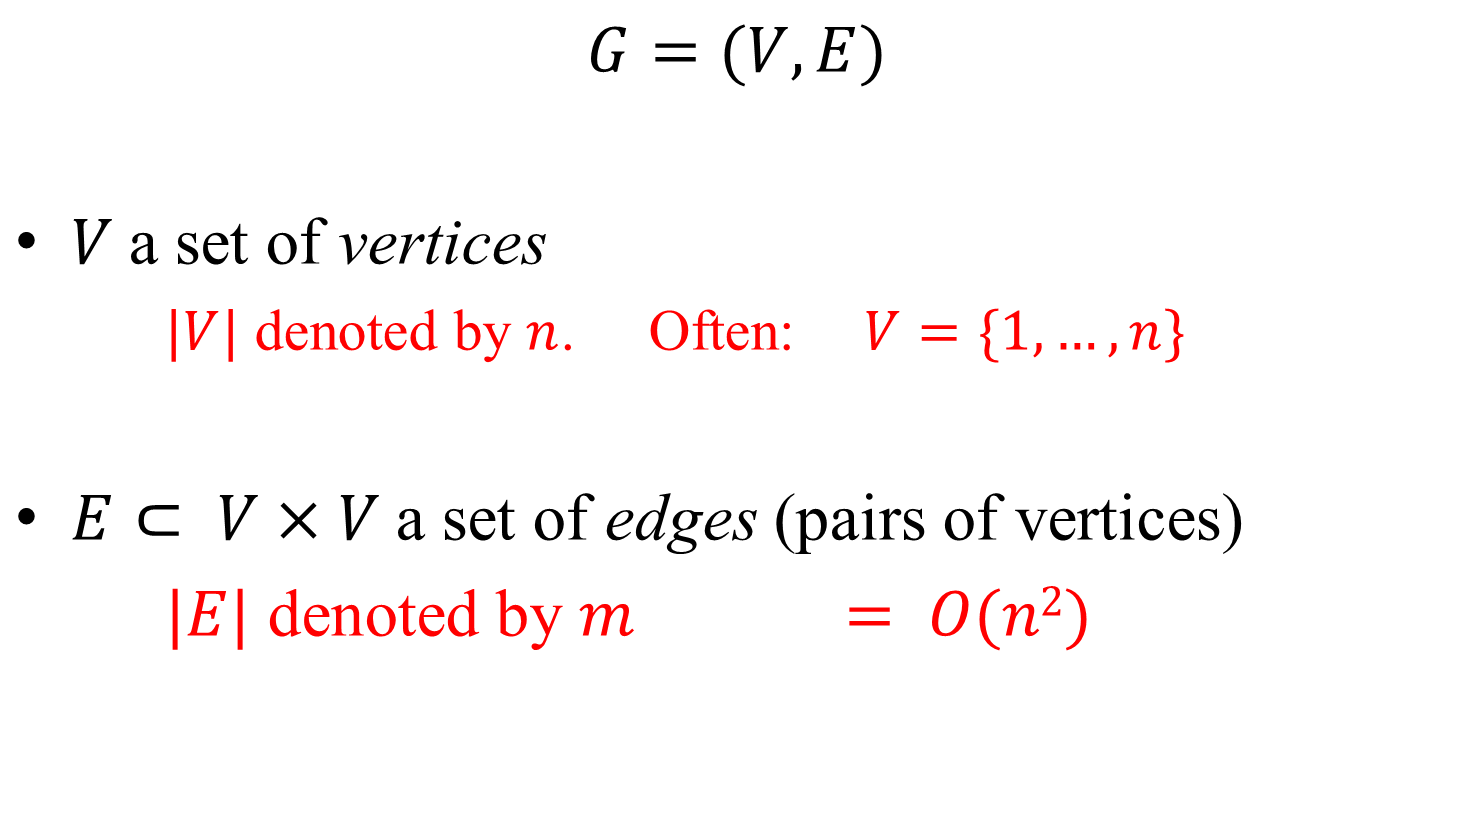 G = (V, E)
• V a set of vertices
|V| denoted by n. Often: V = {1, … , n}
• E ⊂ V × V a set of edges (pairs of vertices)
|E| denoted by m = O(n²)